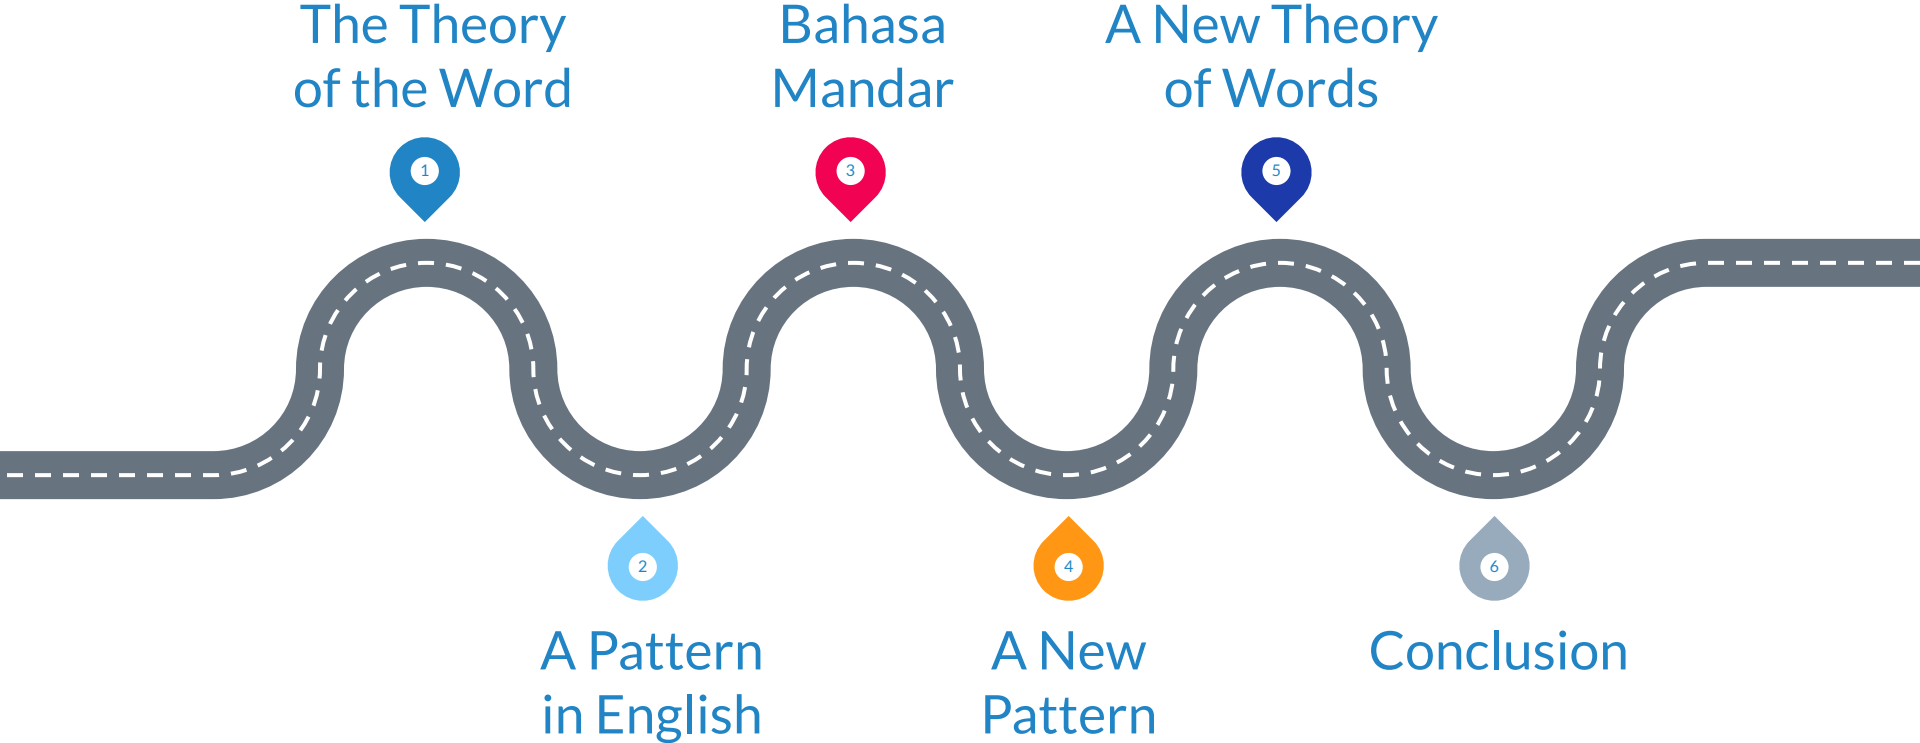 The Theory
of the Word
1
2
A Pattern
in English
Bahasa
Mandar
3
4
A New
Pattern
A New Theory
of Words
5
6
Conclusion